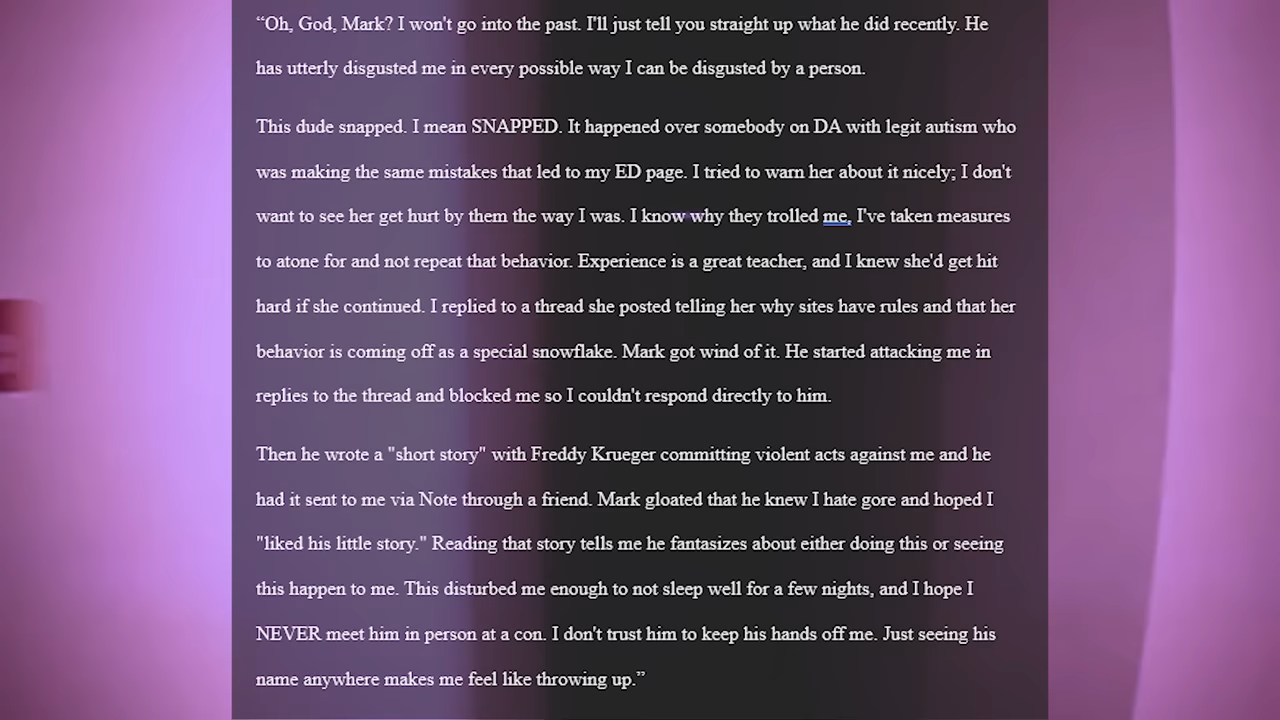 “Oh, God, Mark? I won't go into the past. I'll just tell you straight up what he did recently. He
has utterly disgusted me in every possible way I can be disgusted by a person.
This dude snapped. I mean SNAPPED. It happened over somebody on DA with legit autism who
was making the same mistakes that led to my ED page. I tried to warn her about it nicely; I don't
want to see her get hurt by them the way I was. I know why they trolled me, I've taken measures
to atone for and not repeat that behavior. Experience is a great teacher, and I knew she'd get hit
hard if she continued. I replied to a thread she posted telling her why sites have rules and that her
behavior is coming off as a special snowflake. Mark got wind of it. He started attacking me in
replies to the thread and blocked me so I couldn't respond directly to him.
Then he wrote a "short story" with Freddy Krueger committing violent acts against me and he
had it sent to me via Note through a friend. Mark gloated that he knew I hate gore and hoped I
"liked his little story." Reading that story tells me he fantasizes about either doing this or seeing
this happen to me. This disturbed me enough to not sleep well for a few nights, and I hope I
NEVER meet him in person at a con. I don't trust him to keep his hands off me. Just seeing his
name anywhere makes me feel like throwing up.”